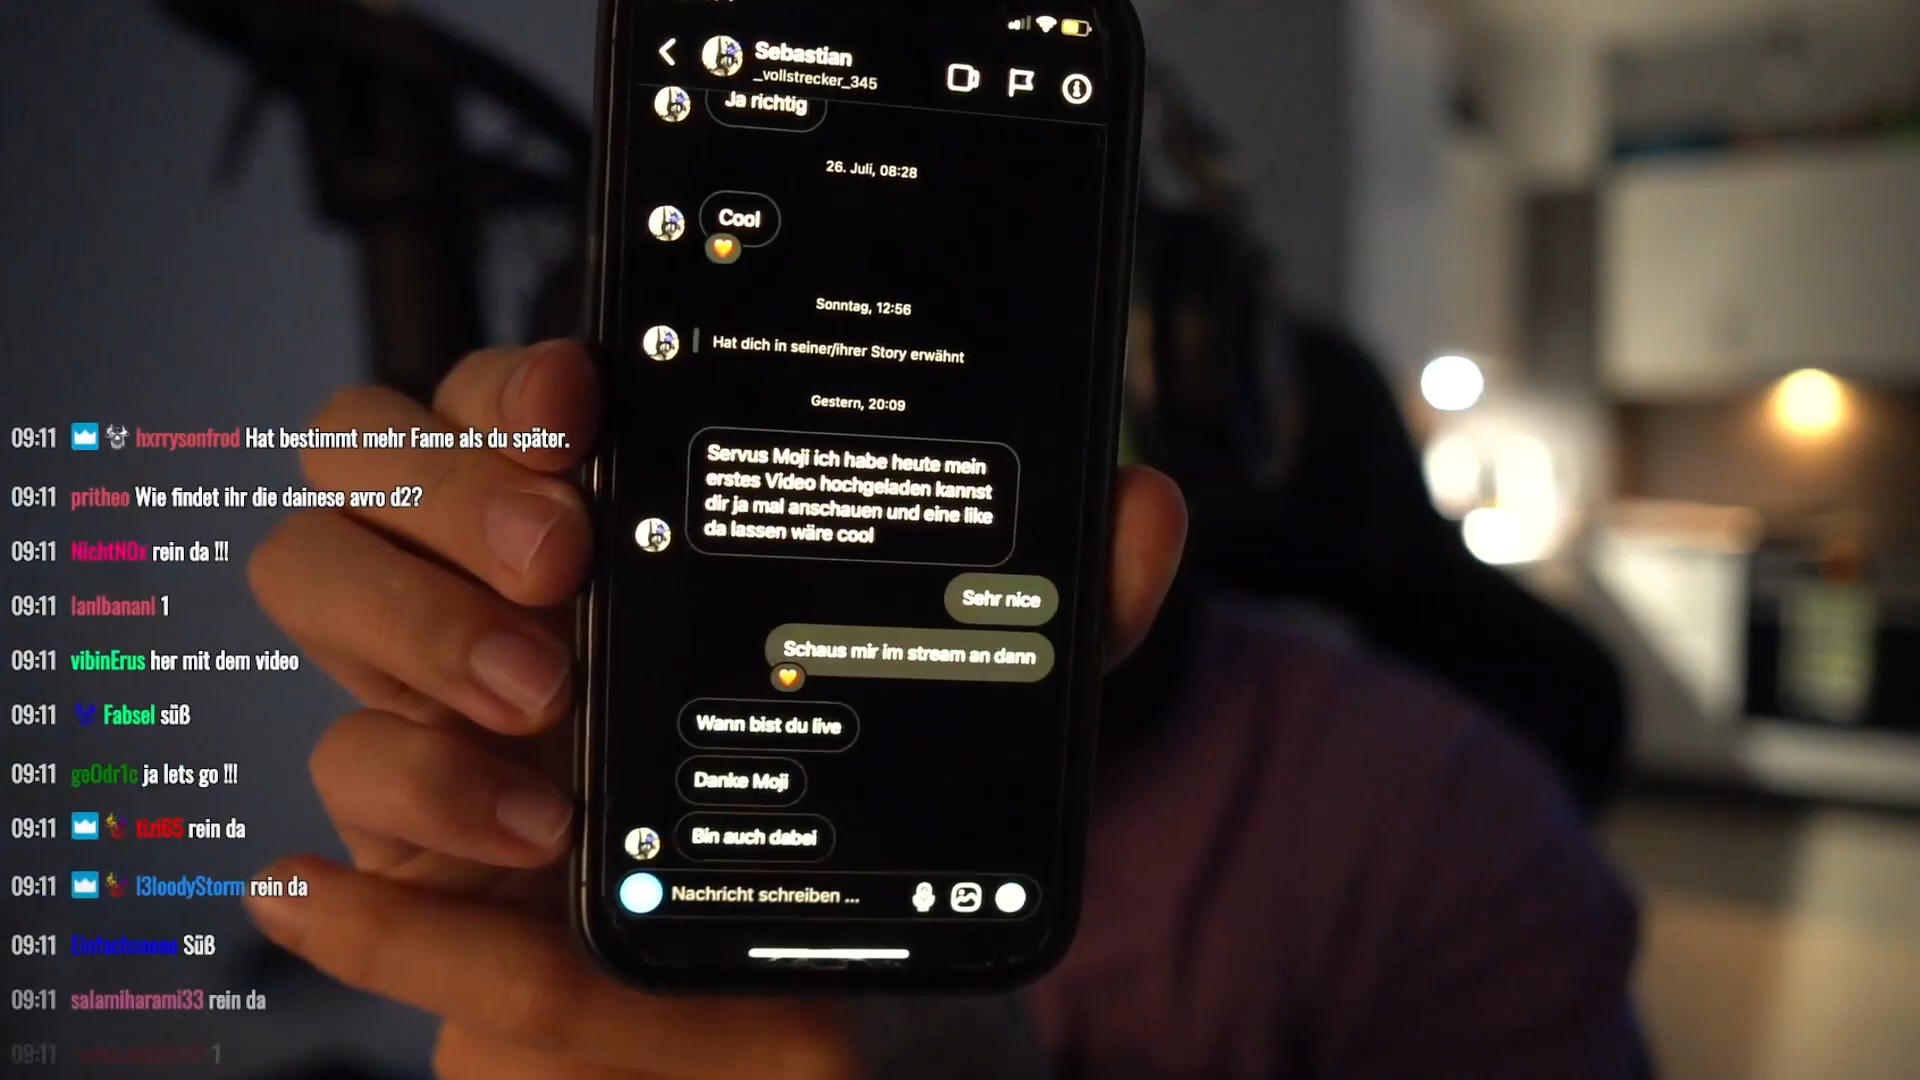 Sebastian
_vollstrecker_345
Ja richtig
26. Juli, 08:28
Cool
Sonntag, 12:56
Hat dich in seiner/ihrer Story erwähnt
Gestern, 20:09
Servus Moji ich habe heute mein
erstes Video hochgeladen kannst
dir ja mal anschauen und eine like
da lassen wäre cool
Sehr nice
Schaus mir im stream an dann
Wann bist du live
Danke Moji
Bin auch dabei
Nachricht schreiben ...
09:11 hxrrysonfrod Hat bestimmt mehr Fame als du später.
09:11 pritheo Wie findet ihr die dainese avro d2?
09:11 NichtN0x rein da !!!
09:11 lanlbananl 1
09:11 vibinErus her mit dem video
09:11 Fabsel süß
09:11 ge0dr1c ja lets go !!!
09:11 tizi65 rein da
09:11 l3loodyStorm rein da
09:11 Süß
09:11 salamiharami33 rein da
09:11 1